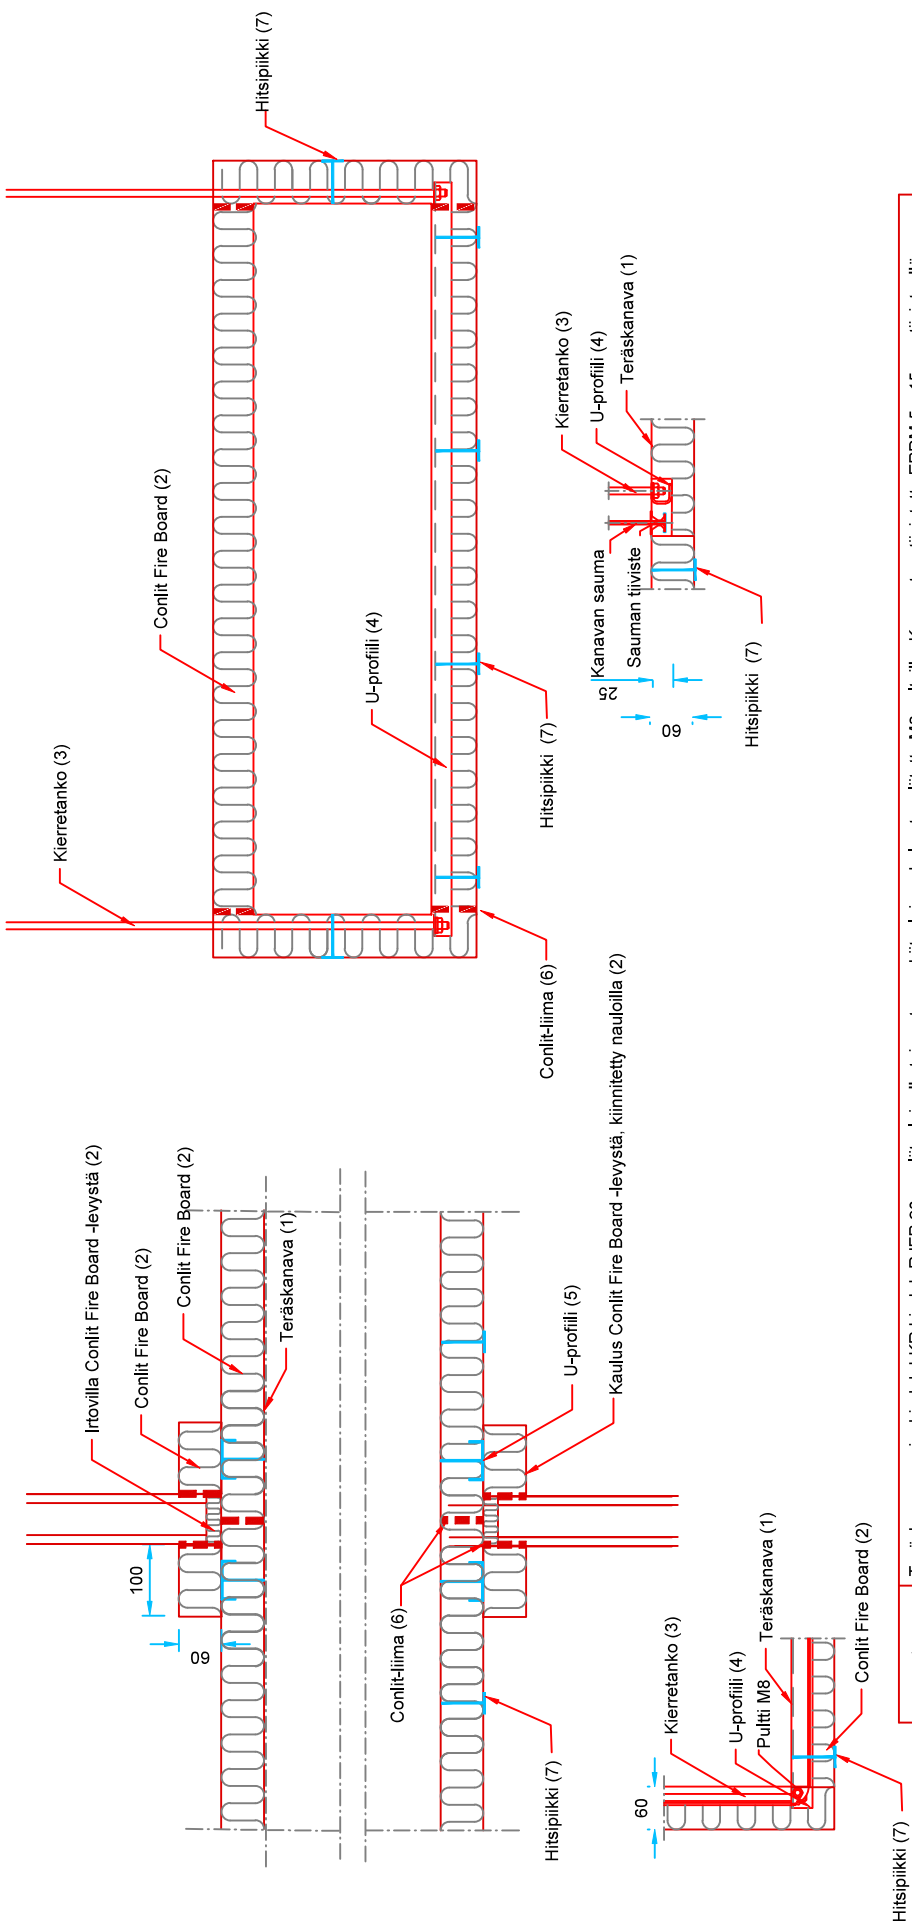 Irtovilla Conlit Fire Board -levystä (2)
Conlit Fire Board (2)
Conlit Fire Board (2)
Teräskanava (1)
100
60
Conlit-liima (6)
Hitsipiikki (7)
U-profiili (5)
Kaulus Conlit Fire Board -levystä, kiinnitetty nauloilla (2)
Kierretanko (3)
Conlit Fire Board (2)
Hitsipiikki (7)
U-profiili (4)
Hitsipiikki (7)
Conlit-liima (6)
60
Kierretanko (3)
U-profiili (4)
Pultti M8
Teräskanava (1)
Conlit Fire Board (2)
Hitsipiikki (7)
Kierretanko (3)
U-profiili (4)
Teräskanava (1)
Kanavan sauma
Sauman tiiviste
25
60
Hitsipiikki (7)